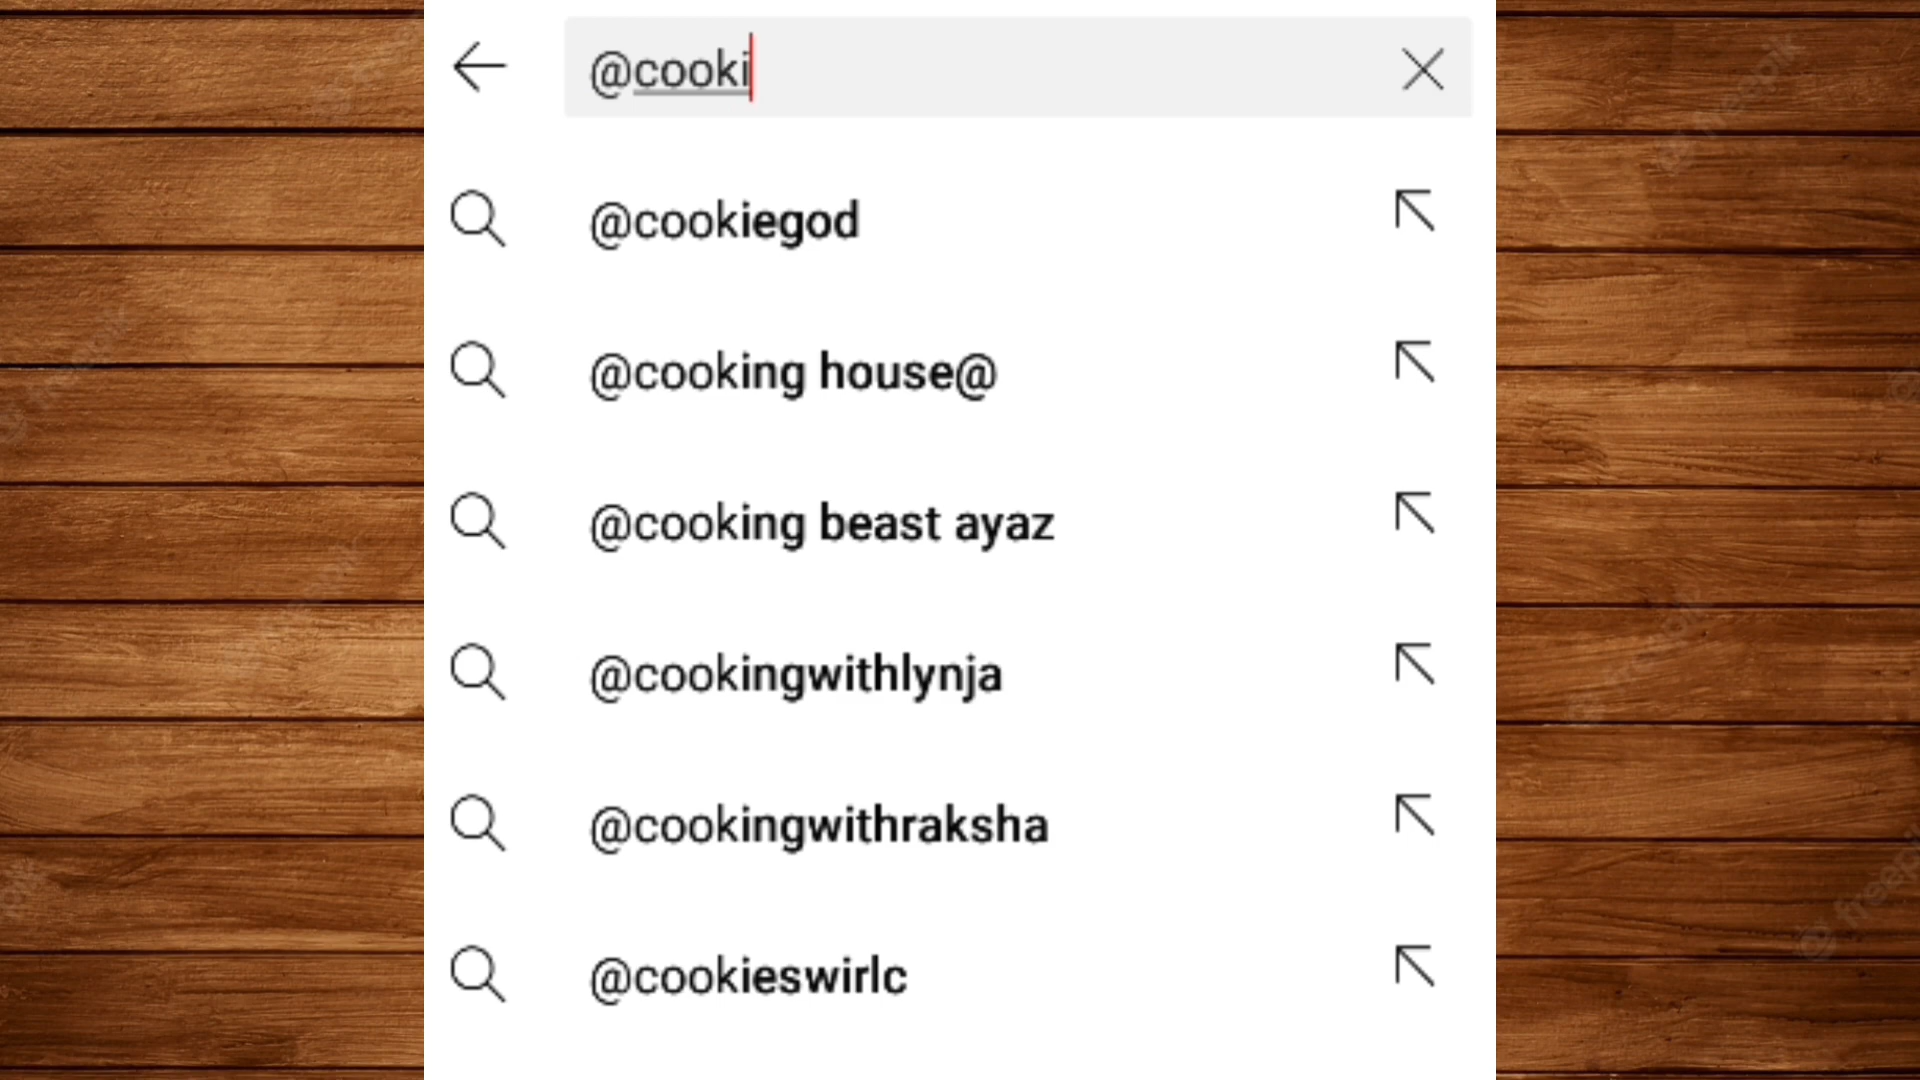 @cooki
@cookiegod
@cooking house@
@cooking beast ayaz
@cookingwithlynja
@cookingwithraksha
@cookieswirlc